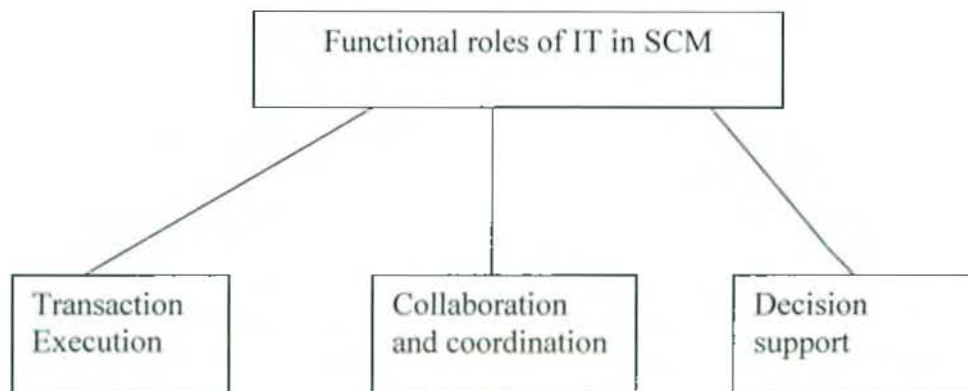 Functional roles of IT in SCM
Transaction
Execution
Collaboration
and coordination
Decision
support